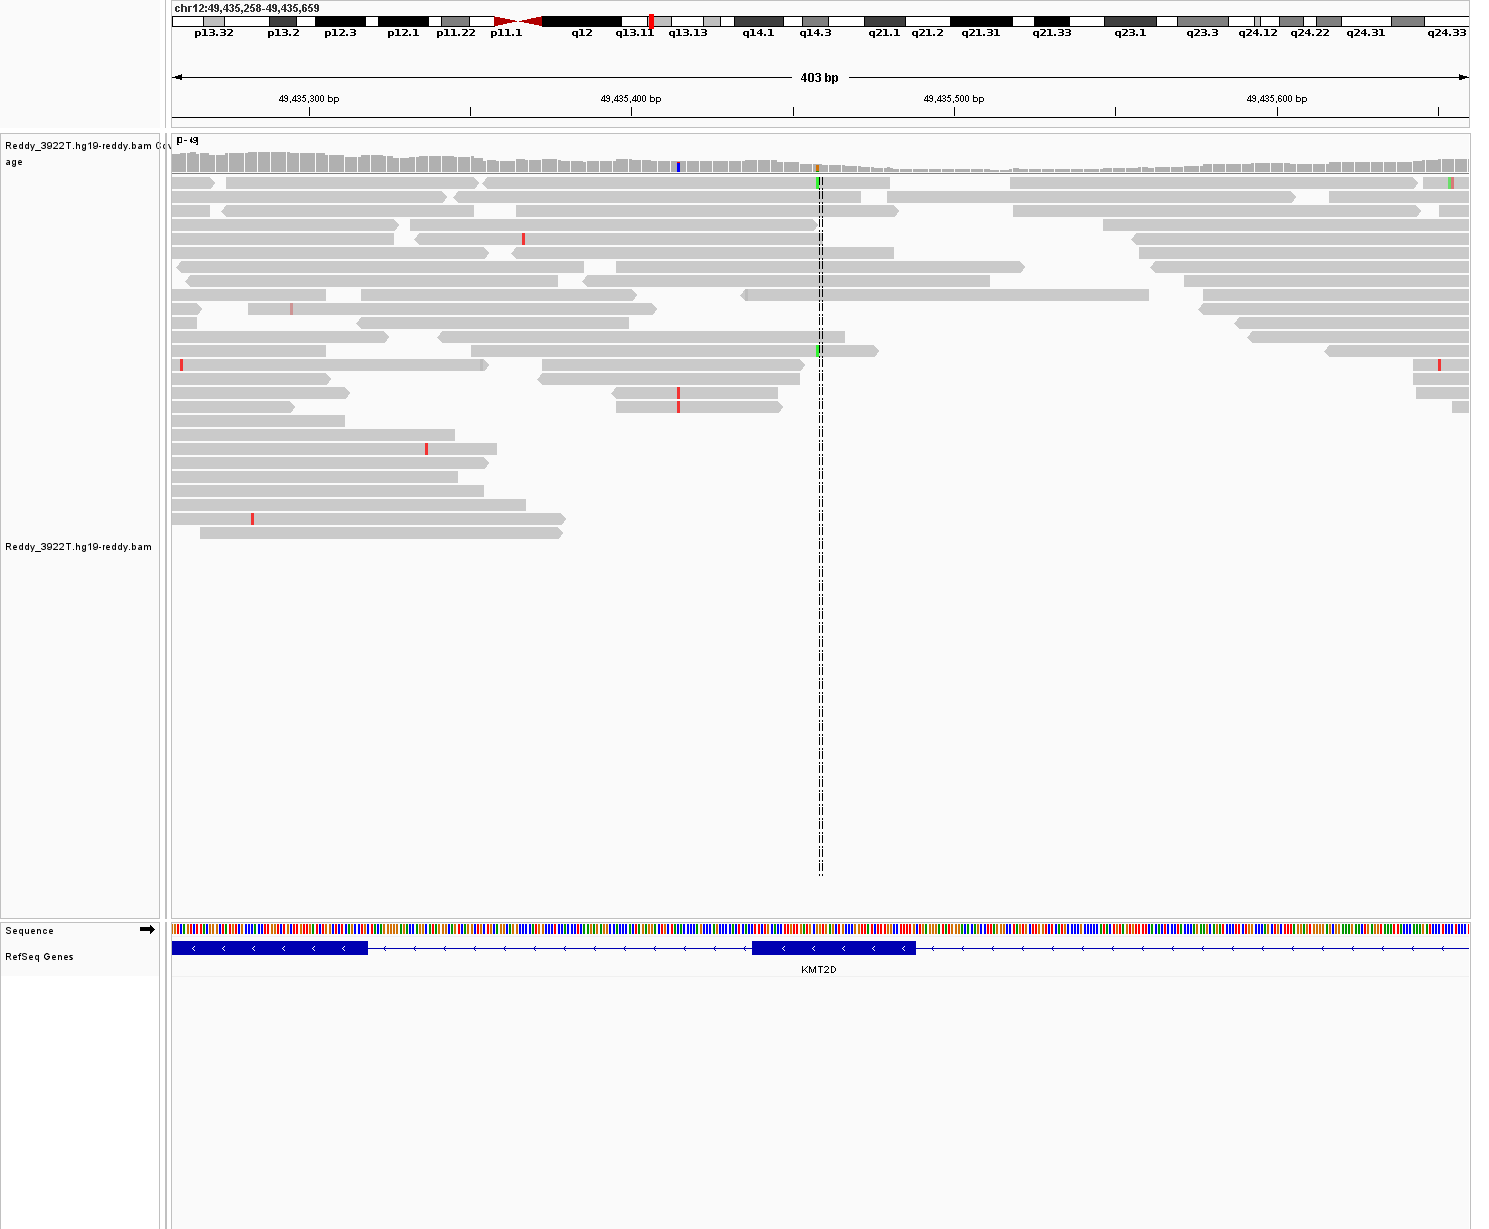 chr12:49,435,258-49,435,659
p13.32 p13.2 p12.3 p12.1 p11.22 p11.1 q12 q13.11 q13.13 q14.1 q14.3 q21.1 q21.2 q21.31 q21.33 q23.1 q23.3 q24.12 q24.22 q24.31 q24.33
403 bp
49,435,300 bp 49,435,400 bp 49,435,500 bp 49,435,600 bp
Reddy_3922T.hg19-reddy.bam Cov
age
Reddy_3922T.hg19-reddy.bam
Sequence
RefSeq Genes
KMT2D